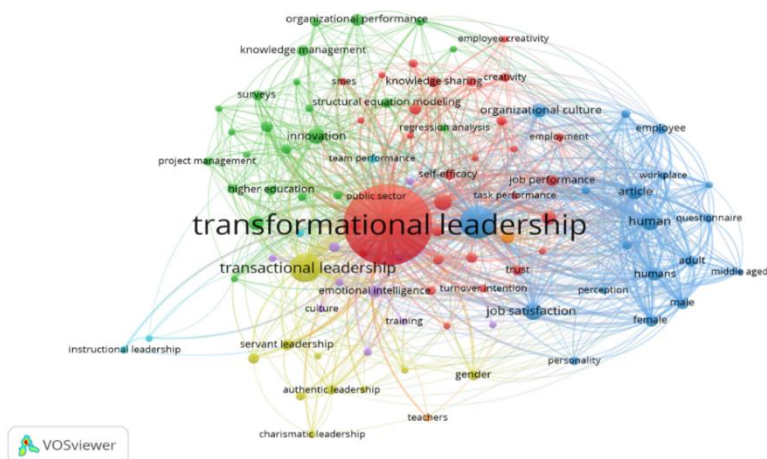 organizational performance
employee creativity
knowledge management
smes
knowledge sharing
creativity
surveys
structural equation modeling
organizational culture
innovation
regression analysis
employment
employee
project management
team performance
self-efficacy
job performance
workplace
higher education
public sector
task performance
article
transformational leadership
human
questionnaire
transactional leadership
trust
humans
adult
middle aged
emotional intelligence
turnover intention
perception
male
culture
training
job satisfaction
female
instructional leadership
servant leadership
personality
gender
authentic leadership
teachers
charismatic leadership
VOSviewer